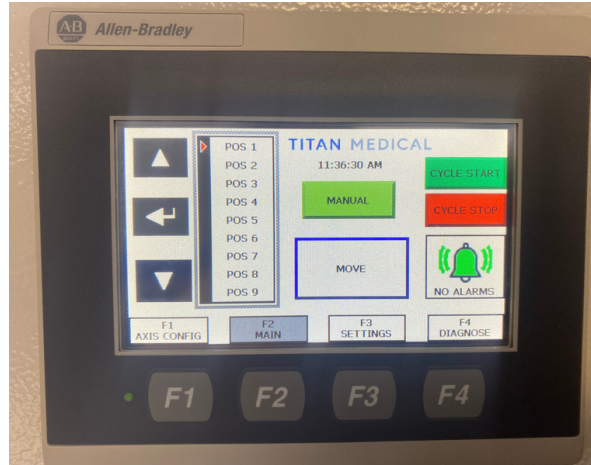 AB
Allen-Bradley
TITAN MEDICAL
11:36:30 AM
POS 1
POS 2
POS 3
POS 4
POS 5
POS 6
POS 7
POS 8
POS 9
MANUAL
MOVE
CYCLE START
CYCLE STOP
NO ALARMS
F1
AXIS CONFIG
F2
MAIN
F3
SETTINGS
F4
DIAGNOSE
F1
F2
F3
F4